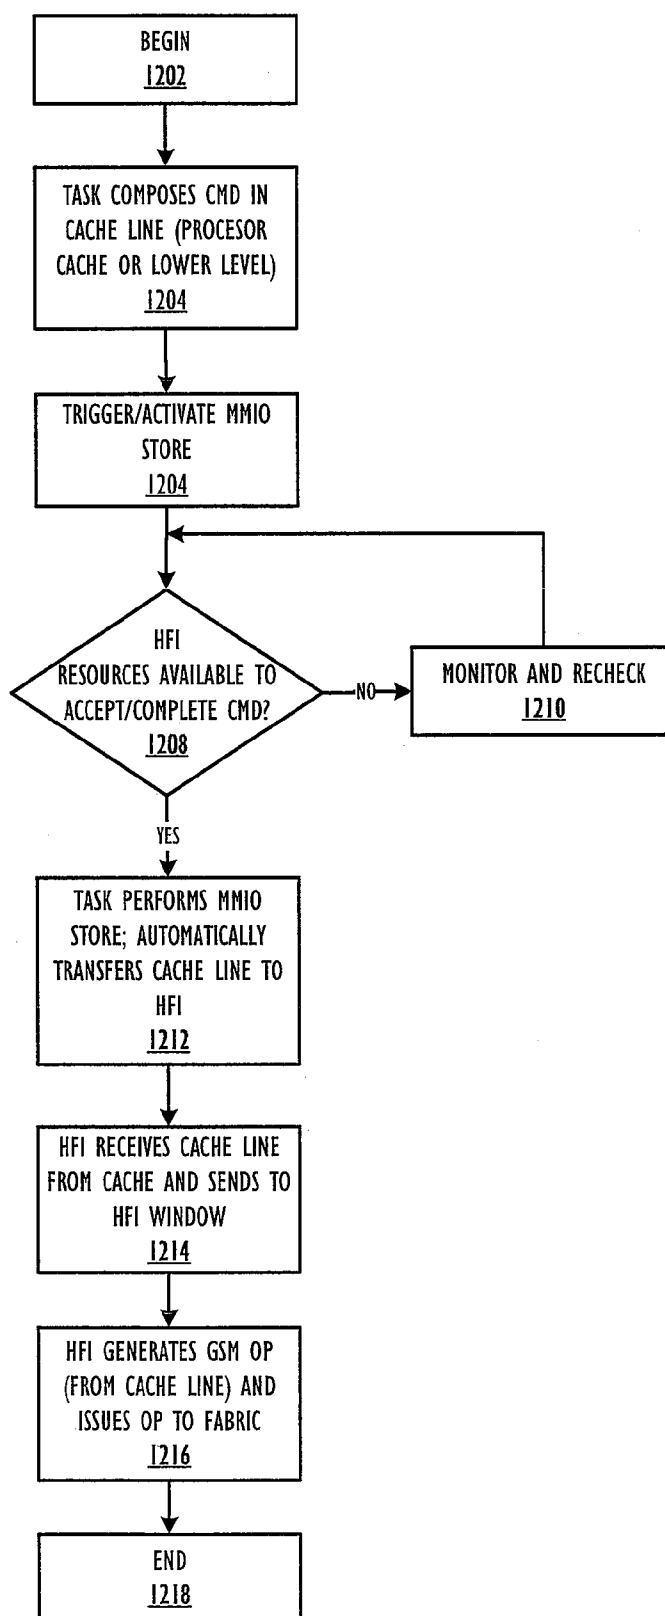 BEGIN
1202
TASK COMPOSES CMD IN
CACHE LINE (PROCESOR
CACHE OR LOWER LEVEL)
1204
TRIGGER/ACTIVATE MMIO
STORE
1204
HFI
RESOURCES AVAILABLE TO
ACCEPT/COMPLETE CMD?
1208
NO
MONITOR AND RECHECK
1210
YES
TASK PERFORMS MMIO
STORE; AUTOMATICALLY
TRANSFERS CACHE LINE TO
HFI
1212
HFI RECEIVES CACHE LINE
FROM CACHE AND SENDS TO
HFI WINDOW
1214
HFI GENERATES GSM OP
(FROM CACHE LINE) AND
ISSUES OP TO FABRIC
1216
END
1218